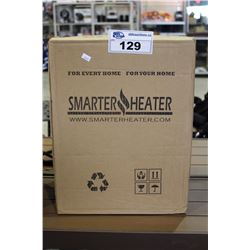 129
FOR EVERY HOME FOR YOUR HOME
SMARTER HEATER
WWW.SMARTERHEATER.COM